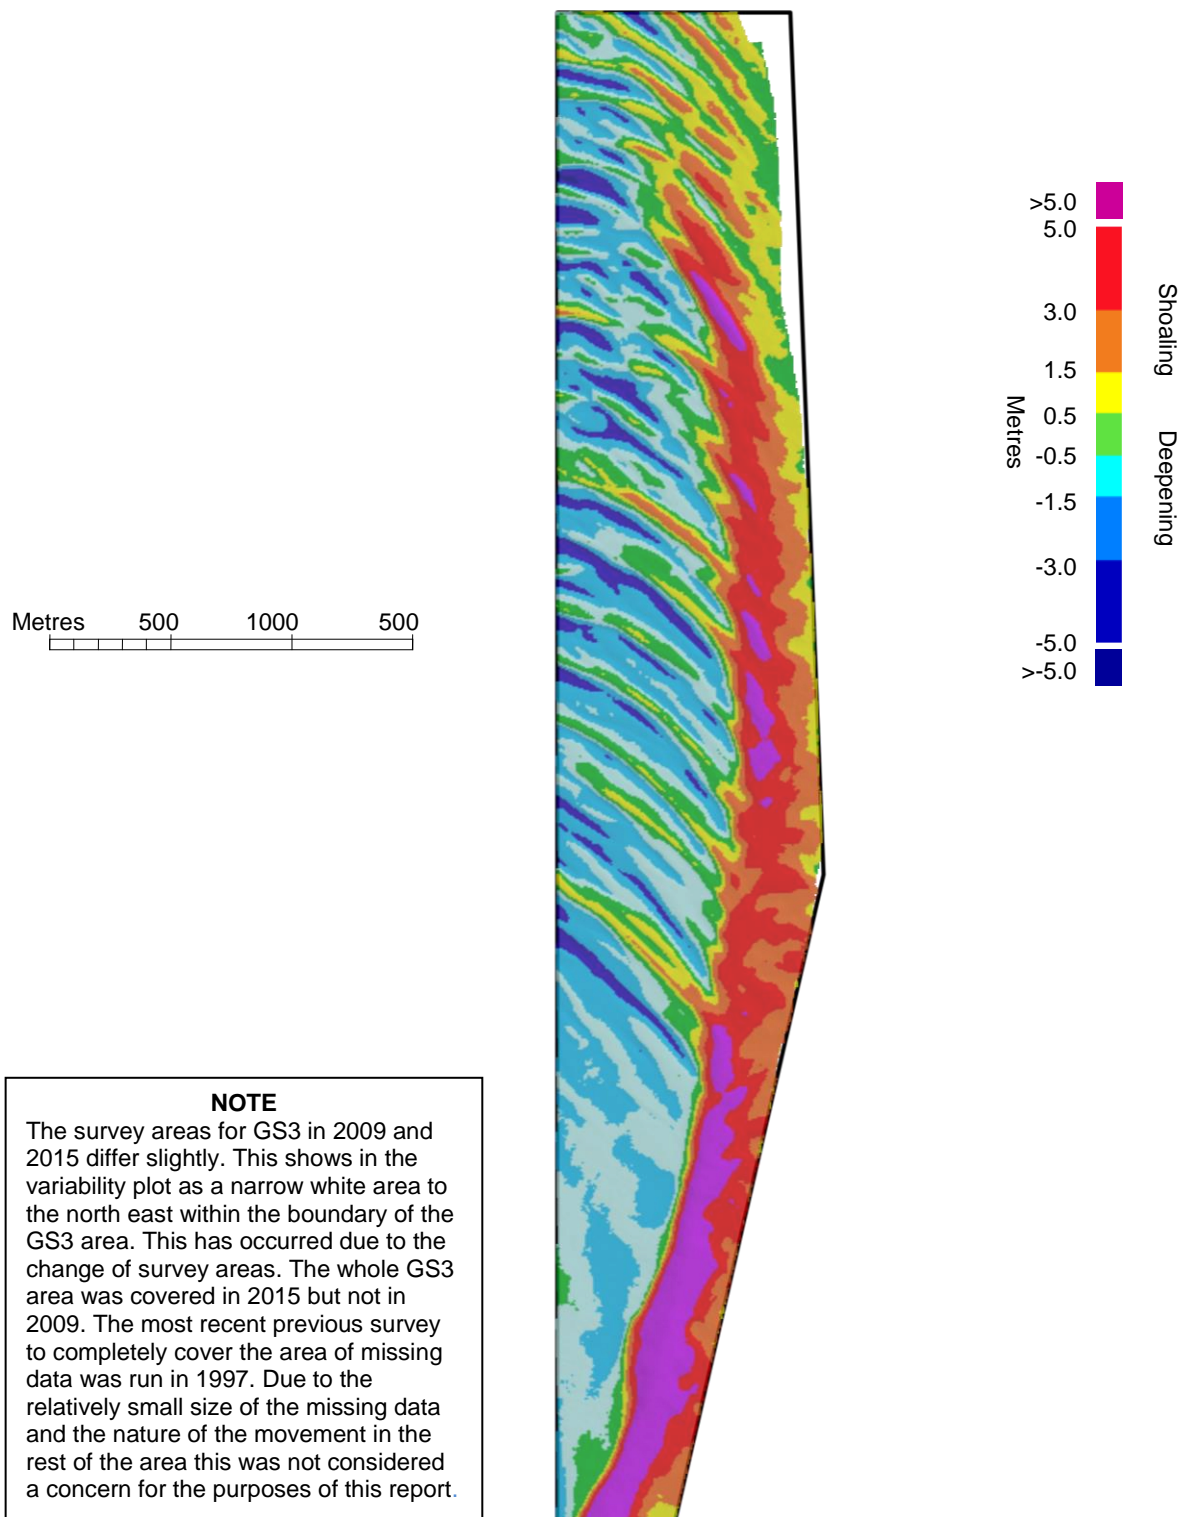 >5.0
5.0
3.0
1.5
0.5
-0.5
-1.5
-3.0
-5.0
>-5.0
Metres
Shoaling
Deepening
Metres 500 1000 500
NOTE
The survey areas for GS3 in 2009 and
2015 differ slightly. This shows in the
variability plot as a narrow white area to
the north east within the boundary of the
GS3 area. This has occurred due to the
change of survey areas. The whole GS3
area was covered in 2015 but not in
2009. The most recent previous survey
to completely cover the area of missing
data was run in 1997. Due to the
relatively small size of the missing data
and the nature of the movement in the
rest of the area this was not considered
a concern for the purposes of this report.